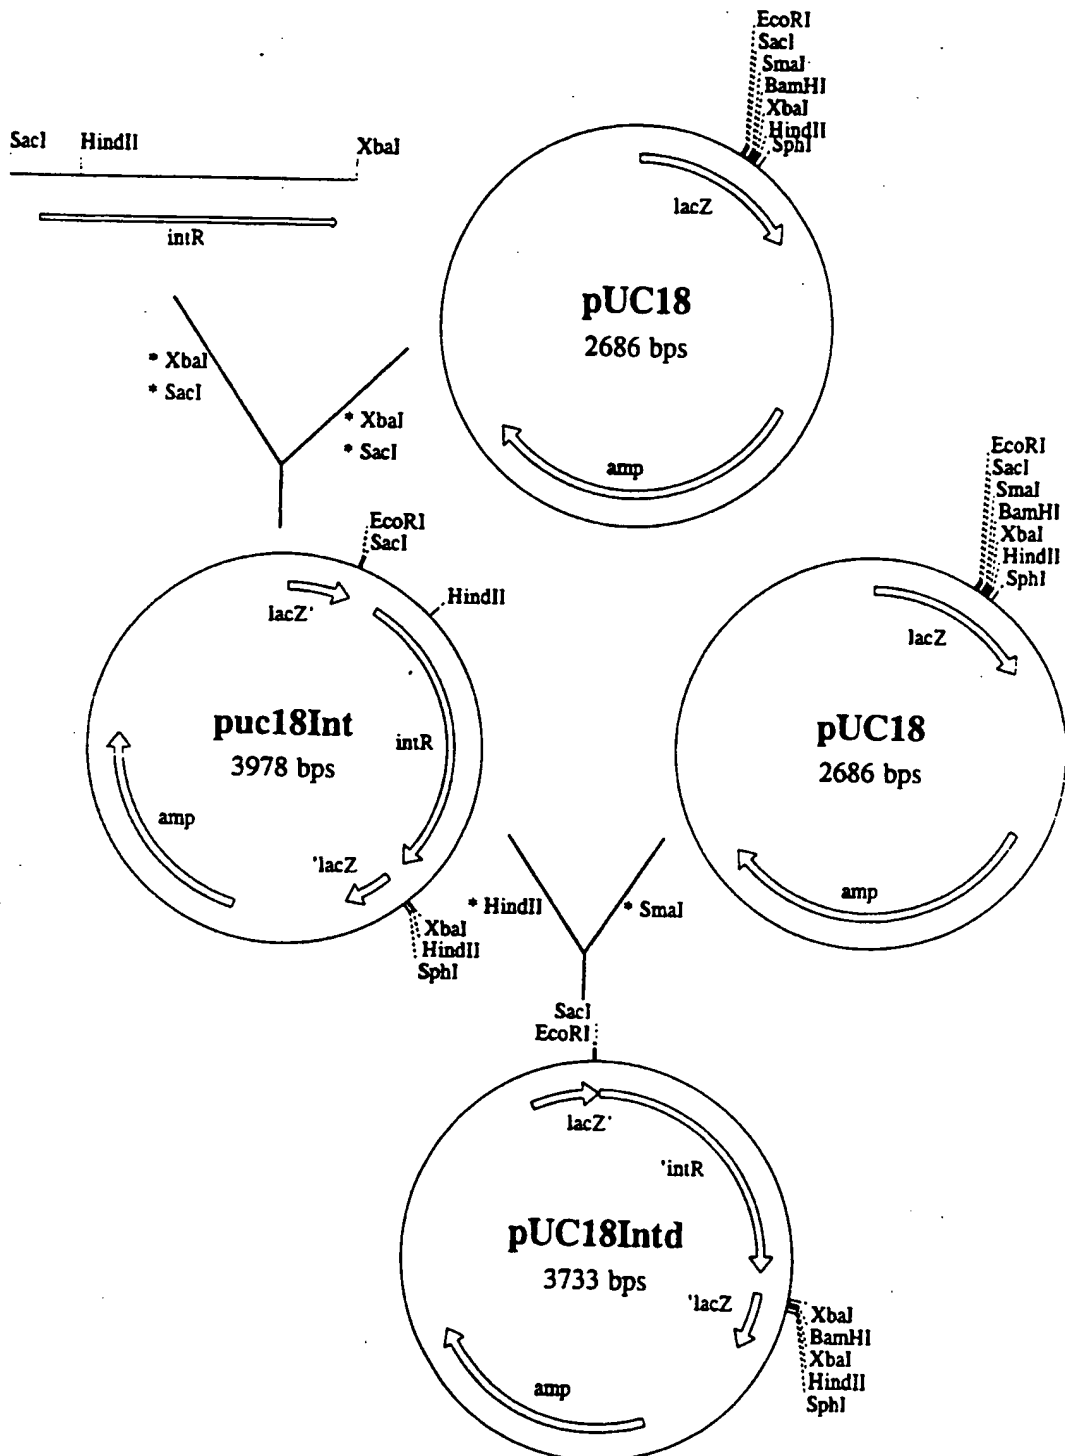 EcoRI
SacI
SmaI
BamHI
XbaI
HindII
SphI
SacI HindII XbaI
intR
lacZ
pUC18
2686 bps
amp
* XbaI
* SacI
* XbaI
* SacI
EcoRI
SacI
HindII
lacZ'
puc18Int
3978 bps
intR
amp
'lacZ
XbaI
HindII
SphI
EcoRI
SacI
SmaI
BamHI
XbaI
HindII
SphI
lacZ
pUC18
2686 bps
amp
* HindII
* SmaI
SacI
EcoRI
lacZ'
'intR
pUC18Intd
3733 bps
'lacZ
amp
XbaI
BamHI
XbaI
HindII
SphI